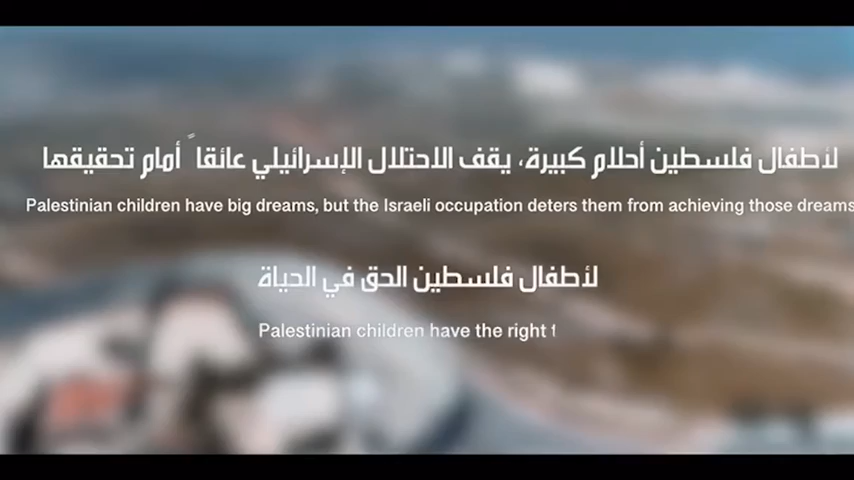 لأطفال فلسطين أحلام كبيرة، يقف الاحتلال الإسرائيلي عائقاً أمام تحقيقها
Palestinian children have big dreams, but the Israeli occupation deters them from achieving those dreams
لأطفال فلسطين الحق في الحياة
Palestinian children have the right